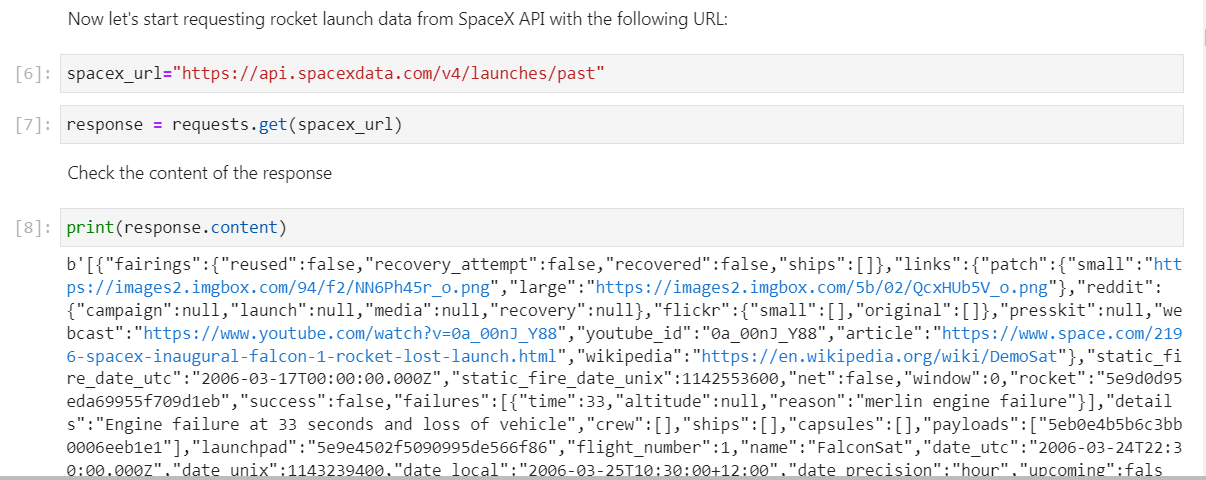 Now let's start requesting rocket launch data from SpaceX API with the following URL:
[6]: spacex_url="https://api.spacexdata.com/v4/launches/past"
[7]: response = requests.get(spacex_url)
Check the content of the response
[8]: print(response.content)
b'[{"fairings":{"reused":false,"recovery_attempt":false,"recovered":false,"ships":[]},"links":{"patch":{"small":"htt
ps://images2.imgbox.com/94/f2/NN6Ph45r_o.png","large":"https://images2.imgbox.com/5b/02/QcxHUb5V_o.png"},"reddit":
{"campaign":null,"launch":null,"media":null,"recovery":null},"flickr":{"small":[],"original":[]},"presskit":null,"we
bcast":"https://www.youtube.com/watch?v=0a_00nJ_Y88","youtube_id":"0a_00nJ_Y88","article":"https://www.space.com/219
6-spacex-inaugural-falcon-1-rocket-lost-launch.html","wikipedia":"https://en.wikipedia.org/wiki/DemoSat"},"static_fi
re_date_utc":"2006-03-17T00:00:00.000Z","static_fire_date_unix":1142553600,"net":false,"window":0,"rocket":"5e9d0d95
eda69955f709d1eb","success":false,"failures":[{"time":33,"altitude":null,"reason":"merlin engine failure"}],"detail
s":"Engine failure at 33 seconds and loss of vehicle","crew":[],"ships":[],"capsules":[],"payloads":["5eb0e4b5b6c3bb
0006eeb1e1"],"launchpad":"5e9e4502f5090995de566f86","flight_number":1,"name":"FalconSat","date_utc":"2006-03-24T22:3
0:00.000Z","date_unix":1143239400,"date_local":"2006-03-25T10:30:00+12:00","date_precision":"hour","upcoming":fals